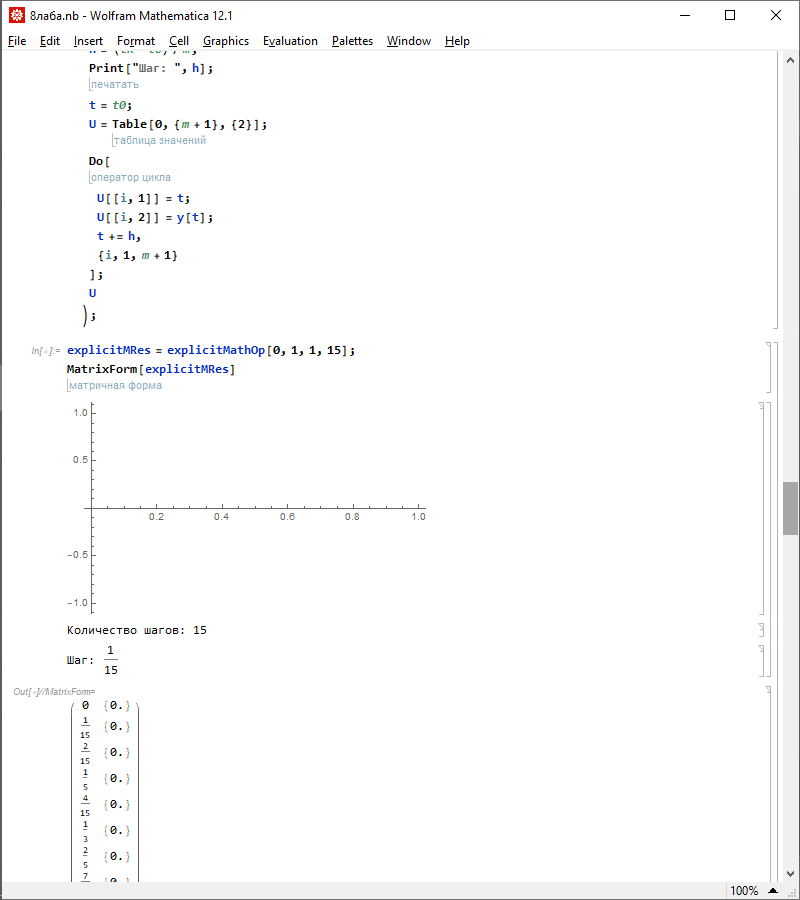 8лаба.nb - Wolfram Mathematica 12.1
File Edit Insert Format Cell Graphics Evaluation Palettes Window Help
Print["Шаг: ", h];
печатать
t = t0;
U = Table[0, {m + 1}, {2}];
таблица значений
Do[
оператор цикла
U[[i, 1]] = t;
U[[i, 2]] = y[t];
t += h,
{i, 1, m + 1}
];
U
);
In[ ]:= explicitMRes = explicitMathOp[0, 1, 1, 15];
MatrixForm[explicitMRes]
матричная форма
1.0
0.5
0.2 0.4 0.6 0.8 1.0
-0.5
-1.0
Количество шагов: 15
Шаг: 1/15
Out[ ]//MatrixForm=
0 {0.}
1/15 {0.}
2/15 {0.}
1/5 {0.}
4/15 {0.}
1/3 {0.}
2/5 {0.}
7 {0.}
100%